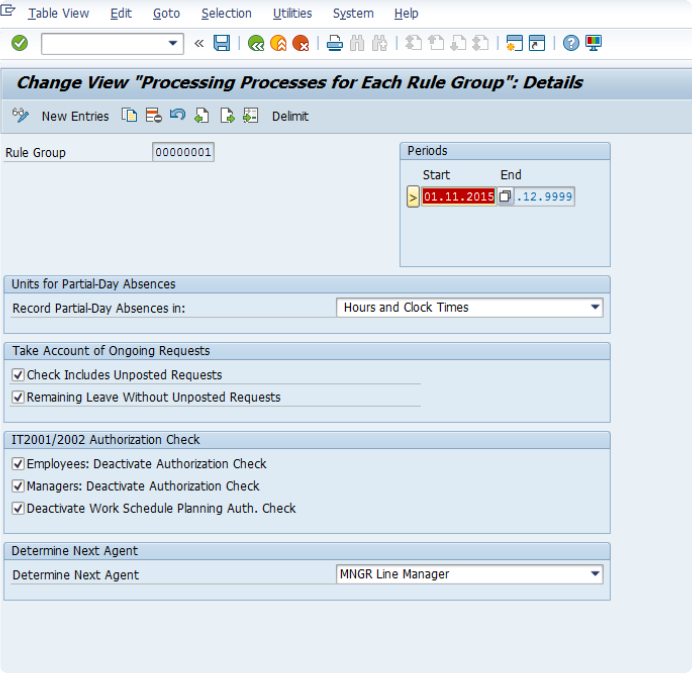 Table View Edit Goto Selection Utilities System Help
Change View "Processing Processes for Each Rule Group": Details
New Entries Delimit
Rule Group 00000001
Periods
Start End
01.11.2015 .12.9999
Units for Partial-Day Absences
Record Partial-Day Absences in: Hours and Clock Times
Take Account of Ongoing Requests
Check Includes Unposted Requests
Remaining Leave Without Unposted Requests
IT2001/2002 Authorization Check
Employees: Deactivate Authorization Check
Managers: Deactivate Authorization Check
Deactivate Work Schedule Planning Auth. Check
Determine Next Agent
Determine Next Agent MNGR Line Manager